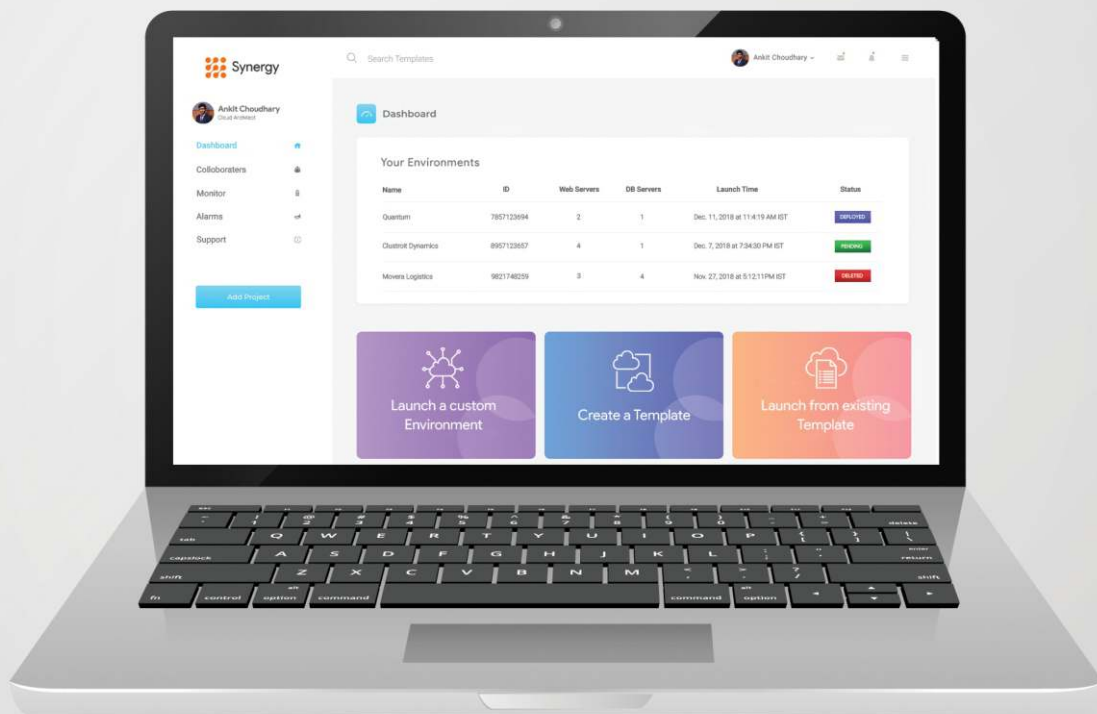 Synergy
Search Templates
Ankit Choudhary
Ankit Choudhary
Cloud Architect
Dashboard
Colloboraters
Monitor
Alarms
Support
Add Project
Dashboard
Your Environments
Name ID Web Servers DB Servers Launch Time Status
Quantum 7857123694 2 1 Dec. 11, 2018 at 11:4:19 AM IST DEPLOYED
Dynamics 8957123657 4 1 Dec. 7, 2018 at 7:34:30 PM IST PENDING
Movera Logistics 9821748259 3 4 Nov. 27, 2018 at 5:12:11PM IST DELETED
Launch a custom
Environment
Create a Template
Launch from existing
Template
delete
tab Q W E R T Y U I O P { } \
capslock A S D F G H J K L ; " enter
return
shift Z X C V B N M < > ? / shift
fn control option command command alt option